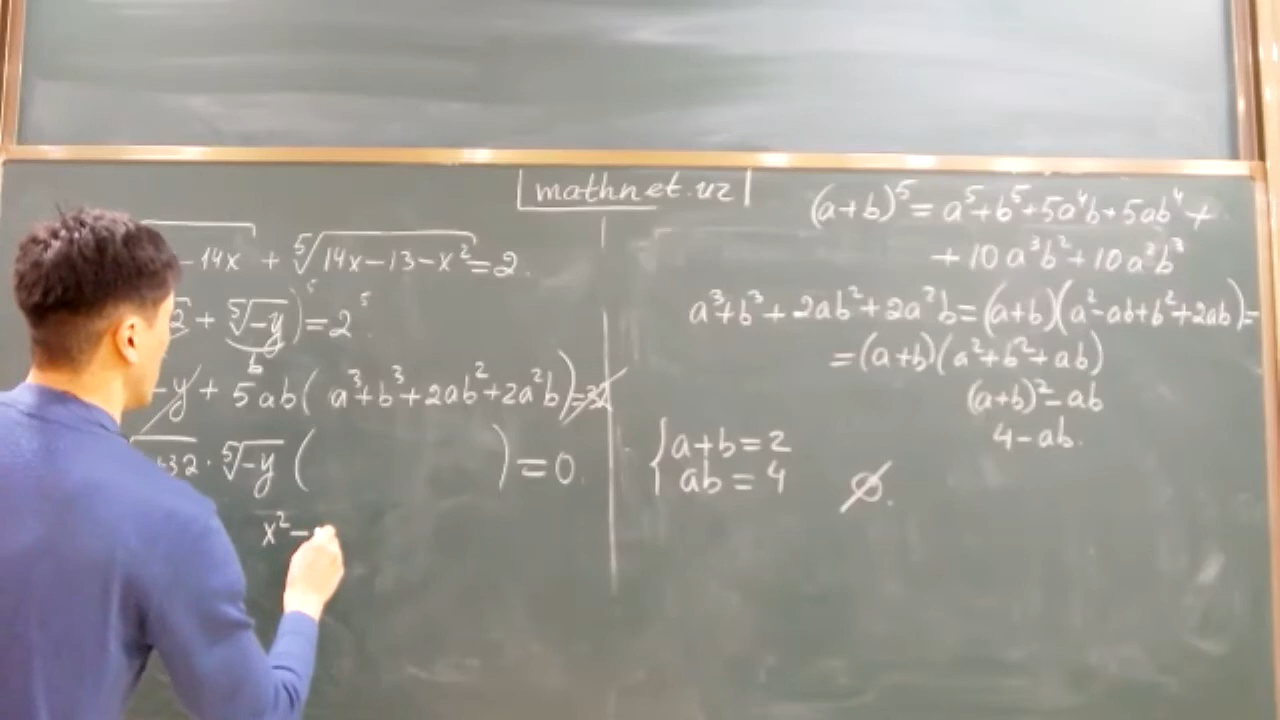 mathnet.uz
- 14x + ⁵√(14x-13-x²) = 2.
2 + ⁵√(-y))⁵ = 2⁵
b
-y + 5ab( a³+b³+2ab²+2a²b)=32
+32 · ⁵√(-y) ( ) = 0.
x² -
(a+b)⁵ = a⁵+b⁵+5a⁴b+5ab⁴ +
+ 10a³b² + 10a²b³
a³+b³+2ab²+2a²b=(a+b)(a²-ab+b²+2ab)=
=(a+b)(a²+b²+ab)
(a+b)²-ab
4-ab.
{a+b=2
ab = 4 ∅.